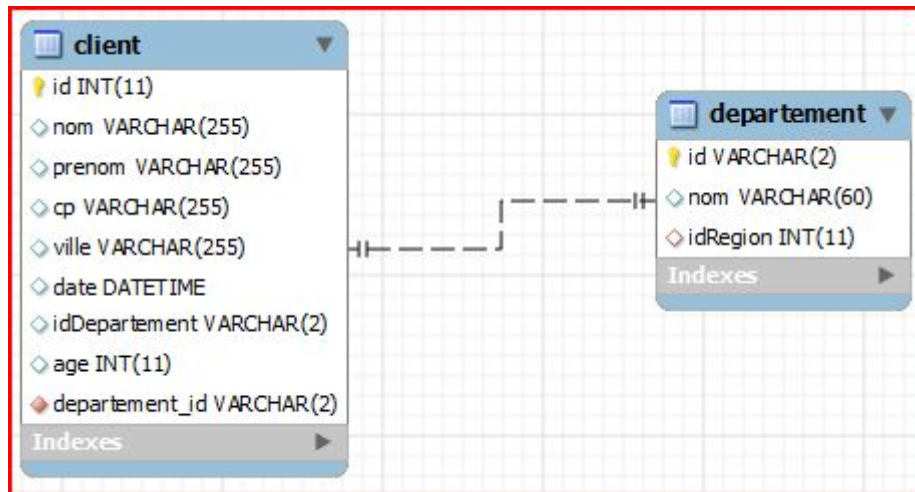 client
id INT(11)
nom VARCHAR(255)
prenom VARCHAR(255)
cp VARCHAR(255)
ville VARCHAR(255)
date DATETIME
idDepartement VARCHAR(2)
age INT(11)
departement_id VARCHAR(2)
Indexes
departement
id VARCHAR(2)
nom VARCHAR(60)
idRegion INT(11)
Indexes